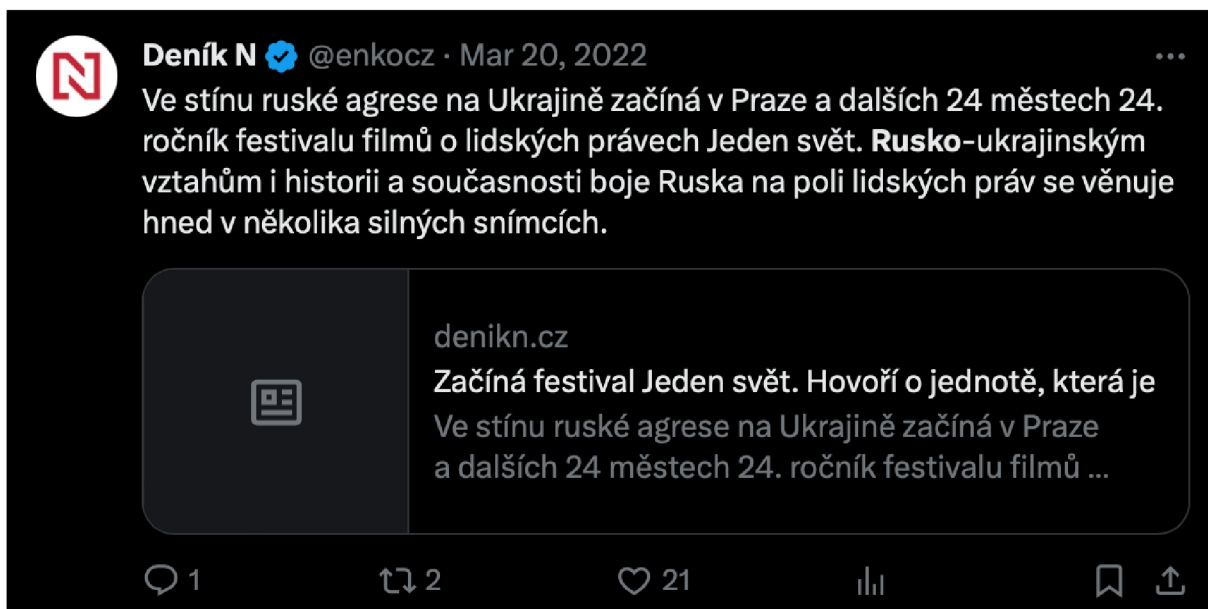 Deník N @enkocz · Mar 20, 2022
Ve stínu ruské agrese na Ukrajině začíná v Praze a dalších 24 městech 24.
ročník festivalu filmů o lidských právech Jeden svět. Rusko-ukrajinským
vztahům i historii a současnosti boje Ruska na poli lidských práv se věnuje
hned v několika silných snímcích.
denikn.cz
Začíná festival Jeden svět. Hovoří o jednotě, která je
Ve stínu ruské agrese na Ukrajině začíná v Praze
a dalších 24 městech 24. ročník festivalu filmů ...
1 2 21